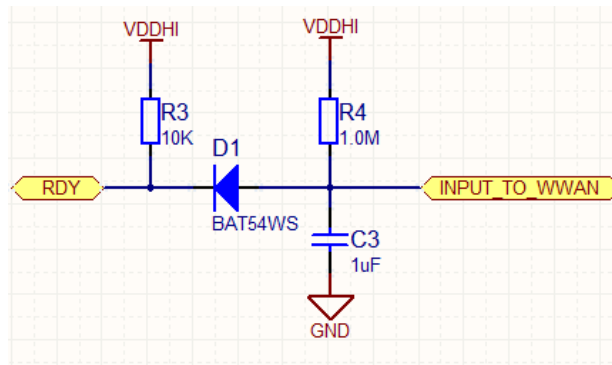 VDDHI
VDDHI
R3
10K
R4
1.0M
D1
RDY
INPUT_TO_WWAN
BAT54WS
C3
1uF
GND